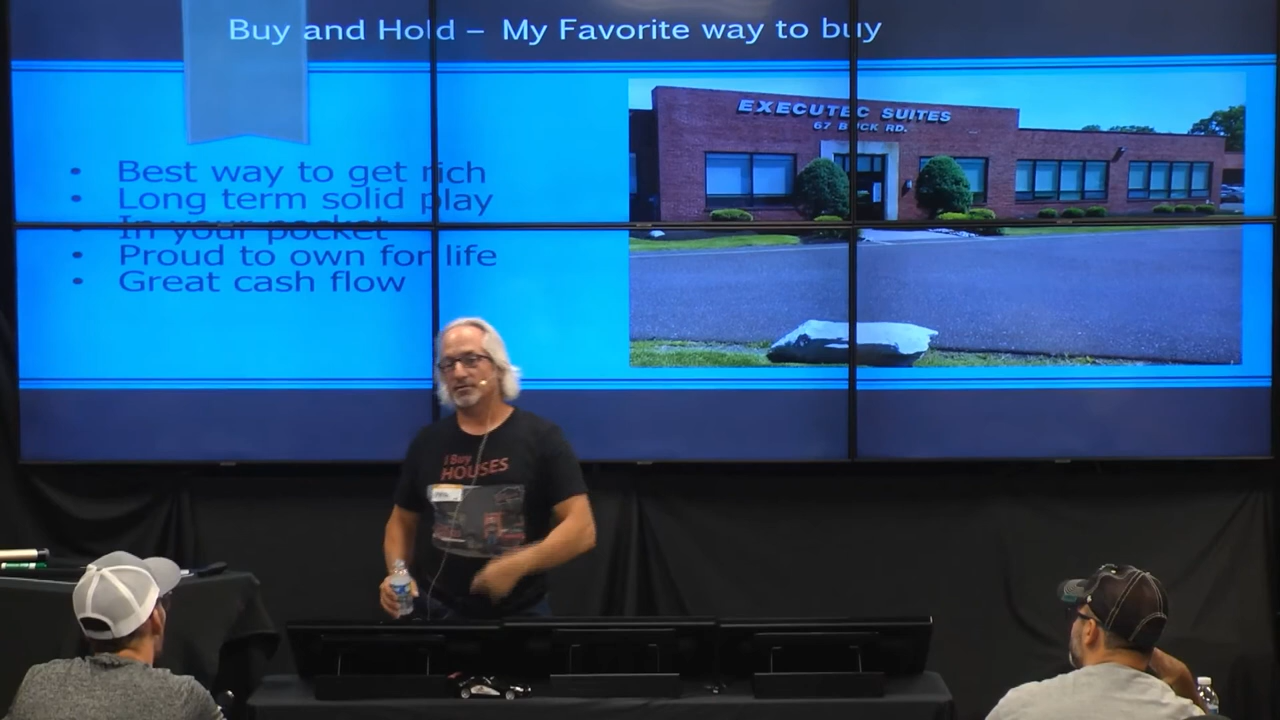 Buy and Hold – My Favorite way to buy
EXECUTEC SUITES
67 BUCK RD.
• Best way to get rich
• Long term solid play
• In your pocket
• Proud to own for life
• Great cash flow
I Buy
HOUSES